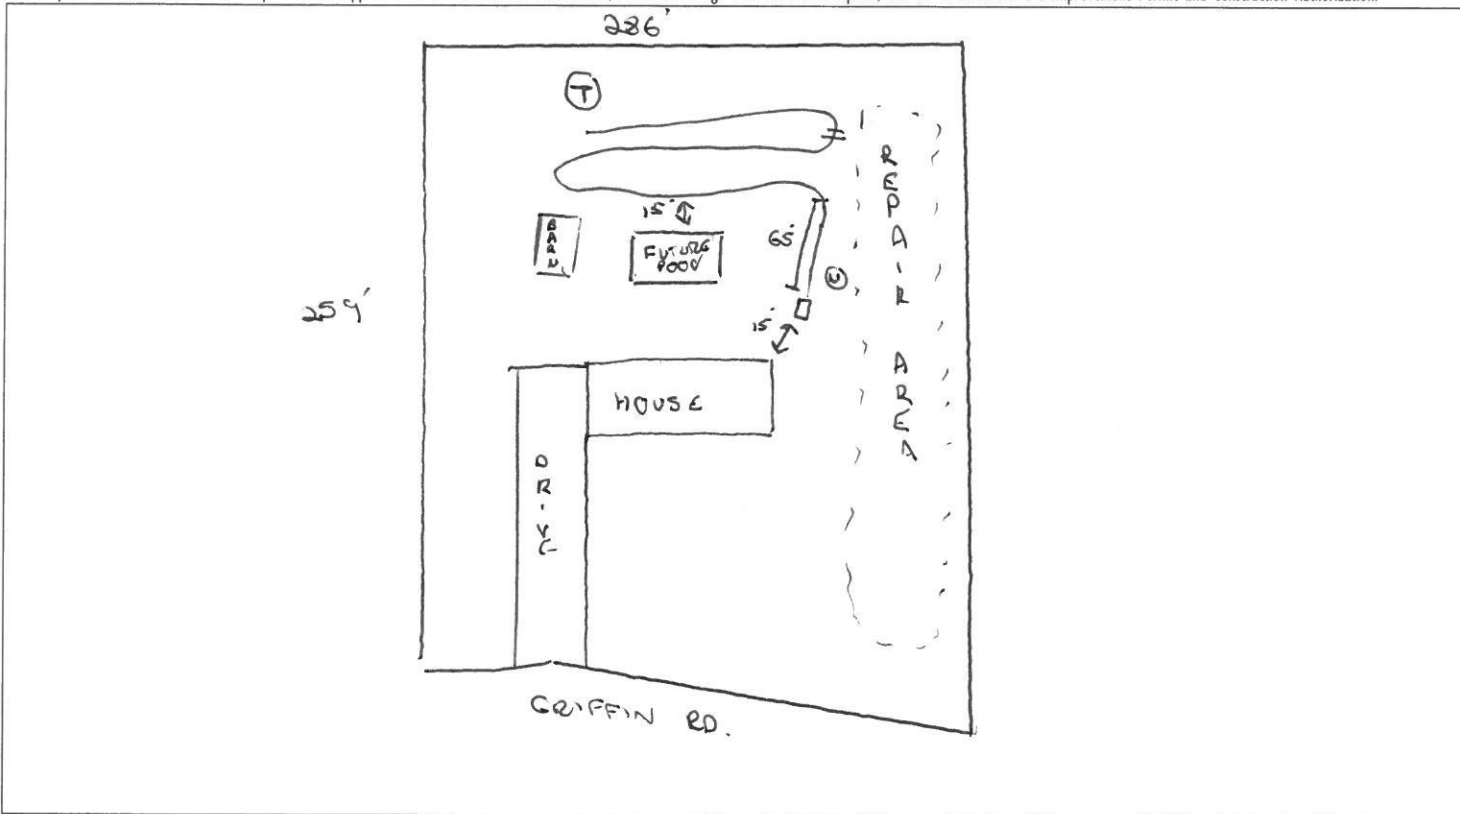 286'
T
REPAIR AREA
15'
65'
BARN
FUTURE
POOL
259'
15'
HOUSE
DRIVE
GRIFFIN RD.